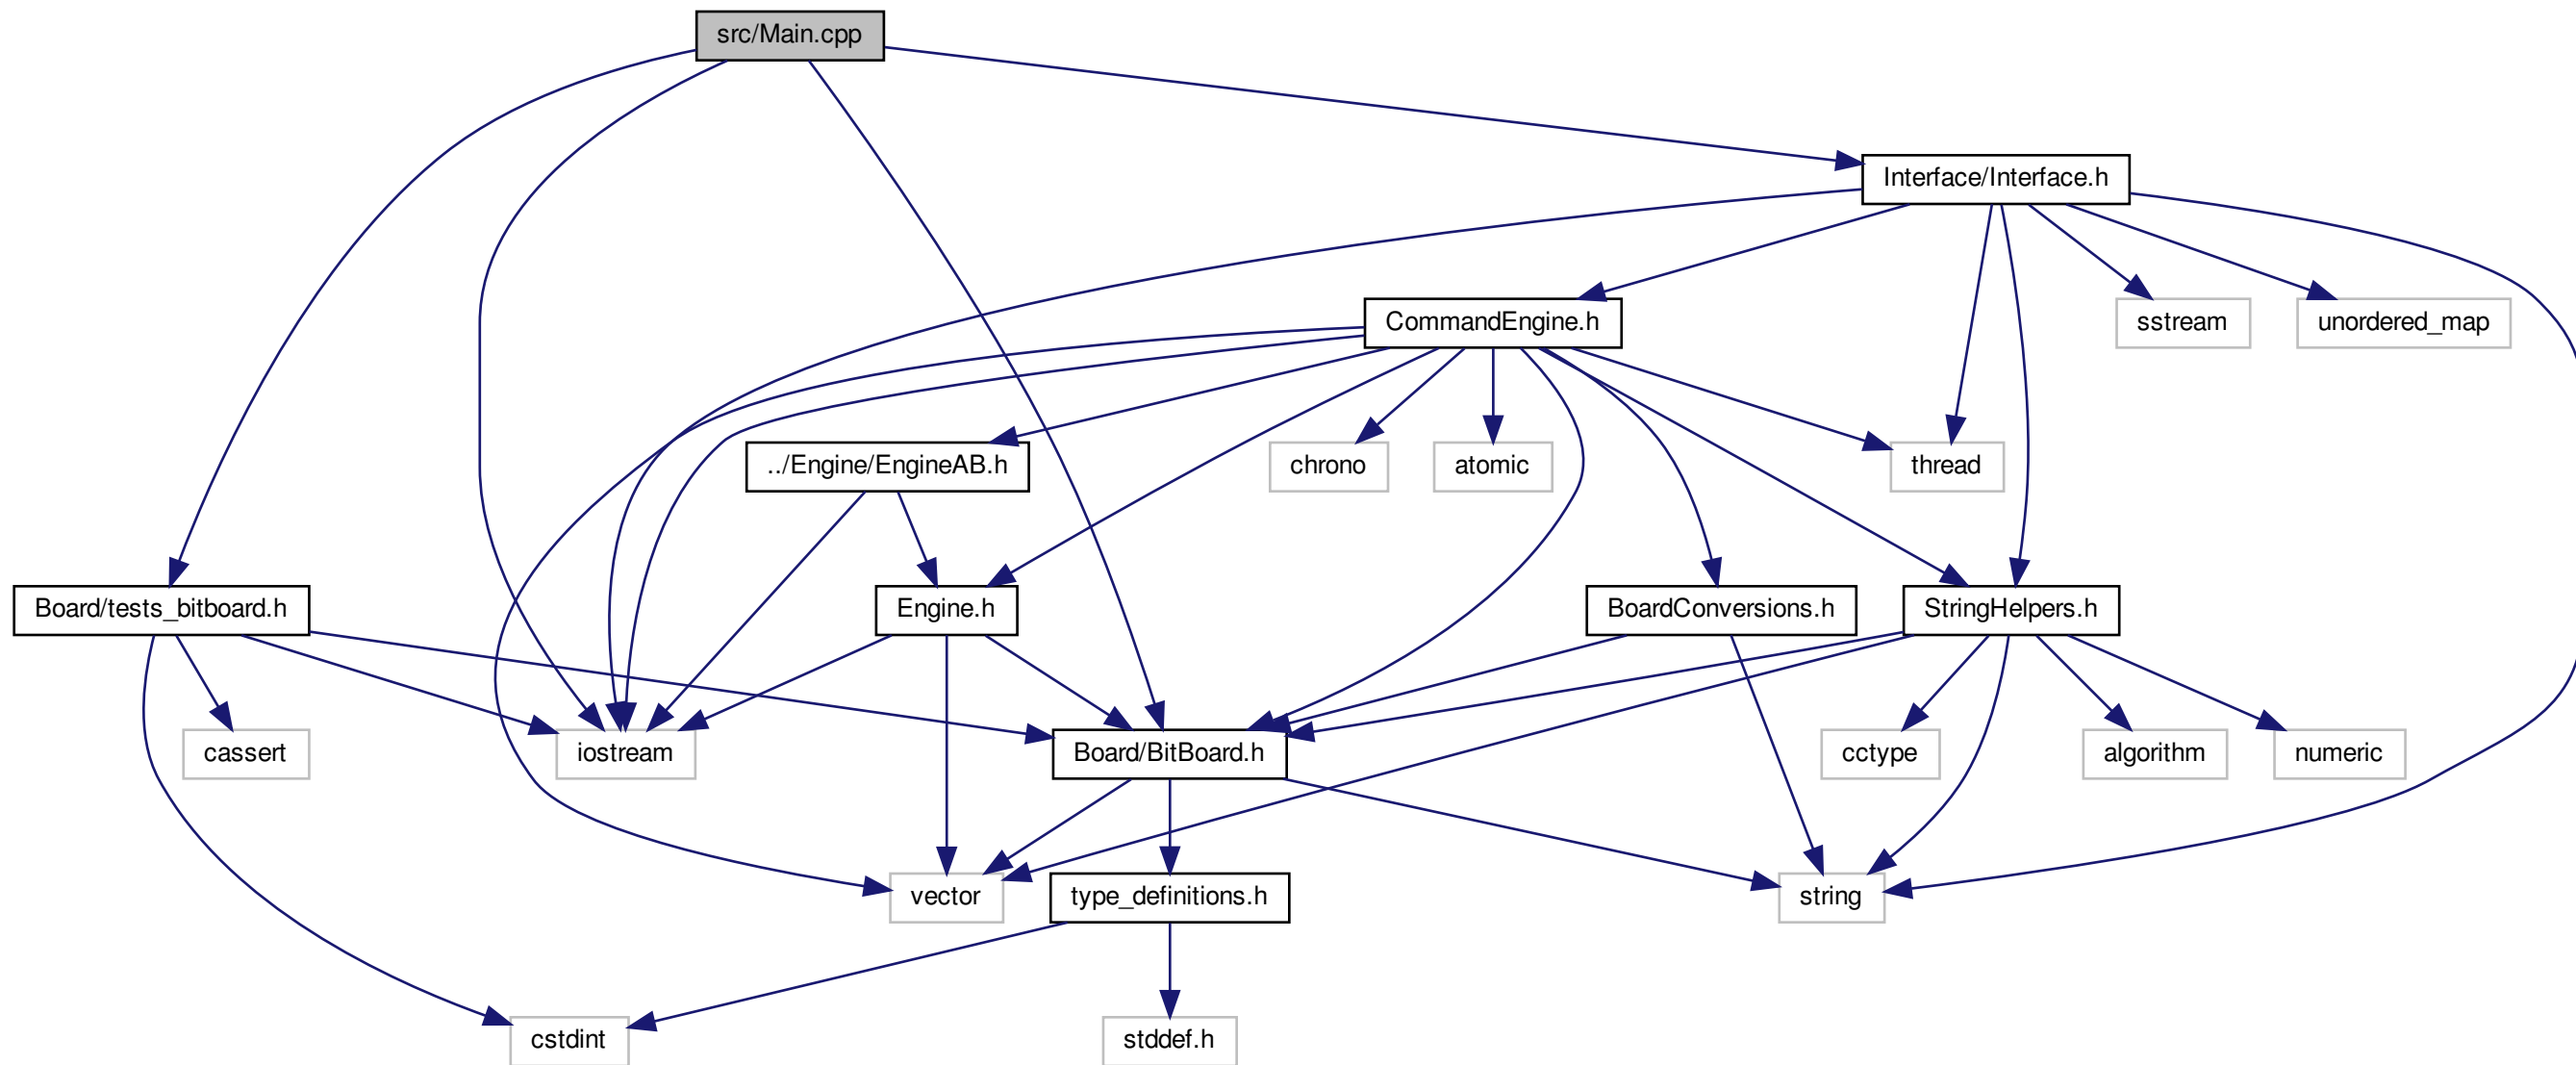 src/Main.cpp
Interface/Interface.h
CommandEngine.h
sstream
unordered_map
../Engine/EngineAB.h
chrono
atomic
thread
Board/tests_bitboard.h
Engine.h
BoardConversions.h
StringHelpers.h
cassert
iostream
Board/BitBoard.h
cctype
algorithm
numeric
vector
type_definitions.h
string
cstdint
stddef.h